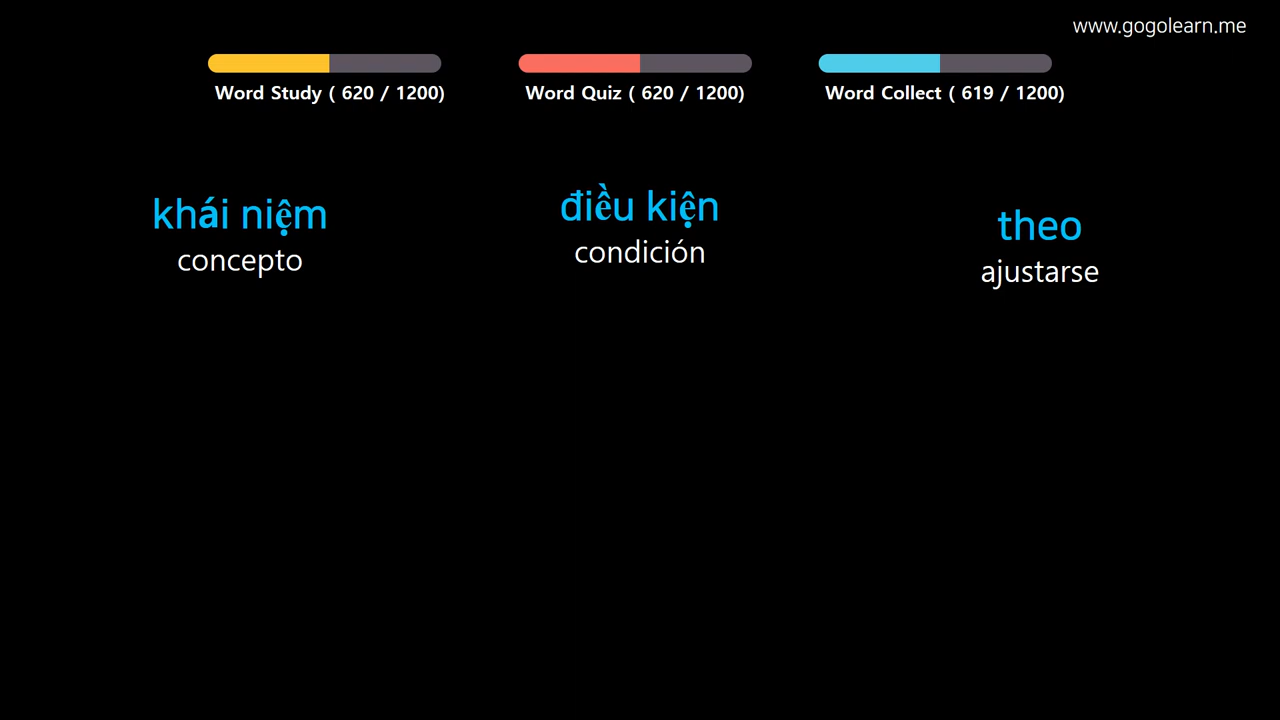 www.gogolearn.me
Word Study ( 620 / 1200)
Word Quiz ( 620 / 1200)
Word Collect ( 619 / 1200)
khái niệm
concepto
điều kiện
condición
theo
ajustarse